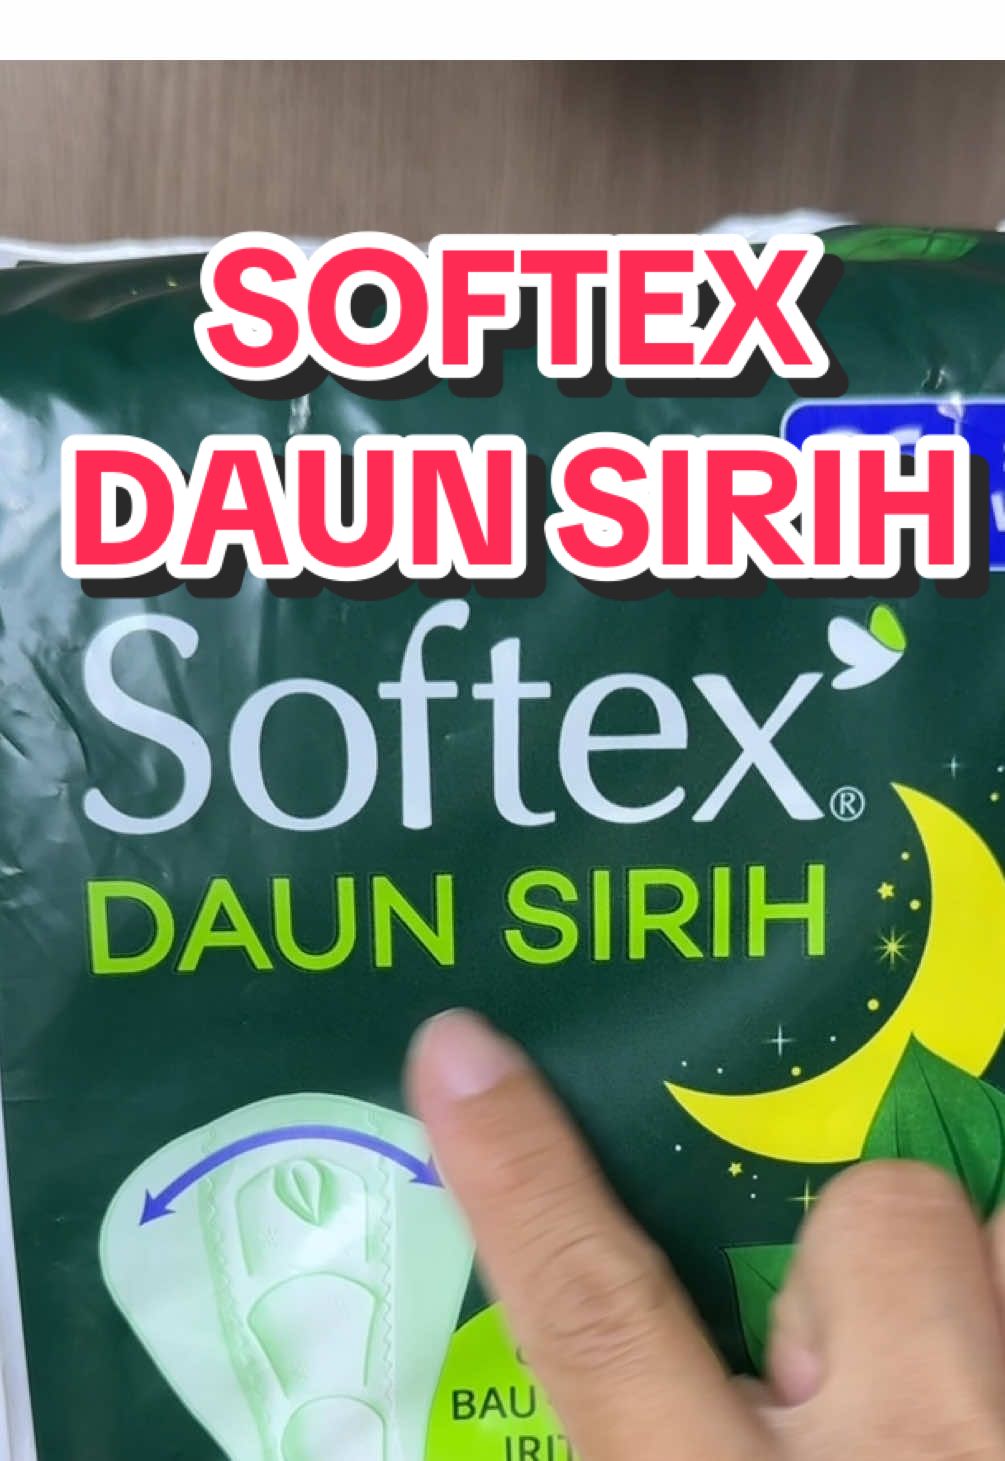 SOFTEX
DAUN SIRIH
Softex®
DAUN SIRIH
BAU